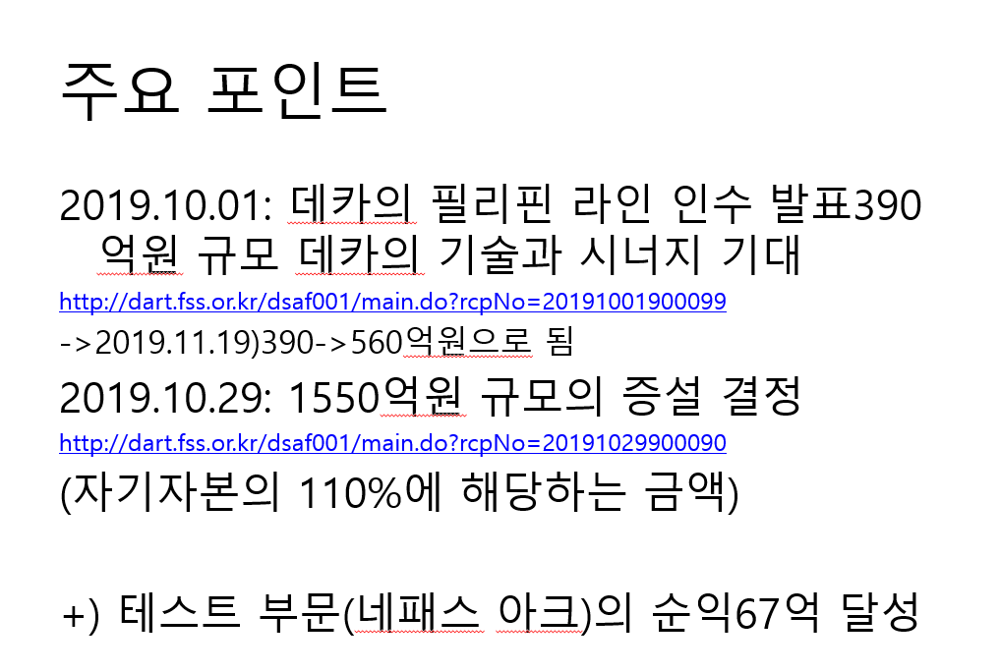 주요 포인트
2019.10.01: 데카의 필리핀 라인 인수 발표390
억원 규모 데카의 기술과 시너지 기대
http://dart.fss.or.kr/dsaf001/main.do?rcpNo=20191001900099
->2019.11.19)390->560억원으로 됨
2019.10.29: 1550억원 규모의 증설 결정
http://dart.fss.or.kr/dsaf001/main.do?rcpNo=20191029900090
(자기자본의 110%에 해당하는 금액)
+) 테스트 부문(네패스 아크)의 순익67억 달성